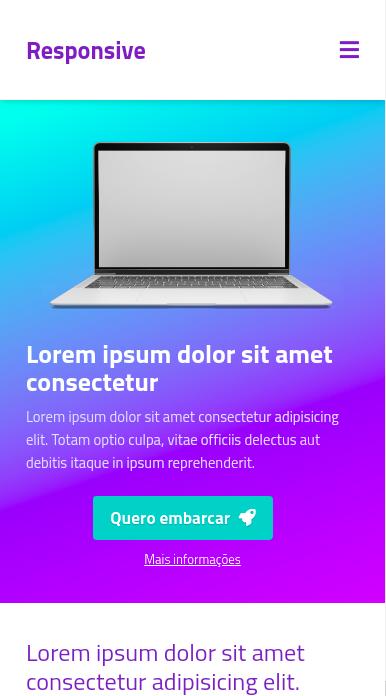 Responsive
Lorem ipsum dolor sit amet
consectetur
Lorem ipsum dolor sit amet consectetur adipisicing
elit. Totam optio culpa, vitae officiis delectus aut
debitis itaque in ipsum reprehenderit.
Quero embarcar
Mais informações
Lorem ipsum dolor sit amet
consectetur adipisicing elit.